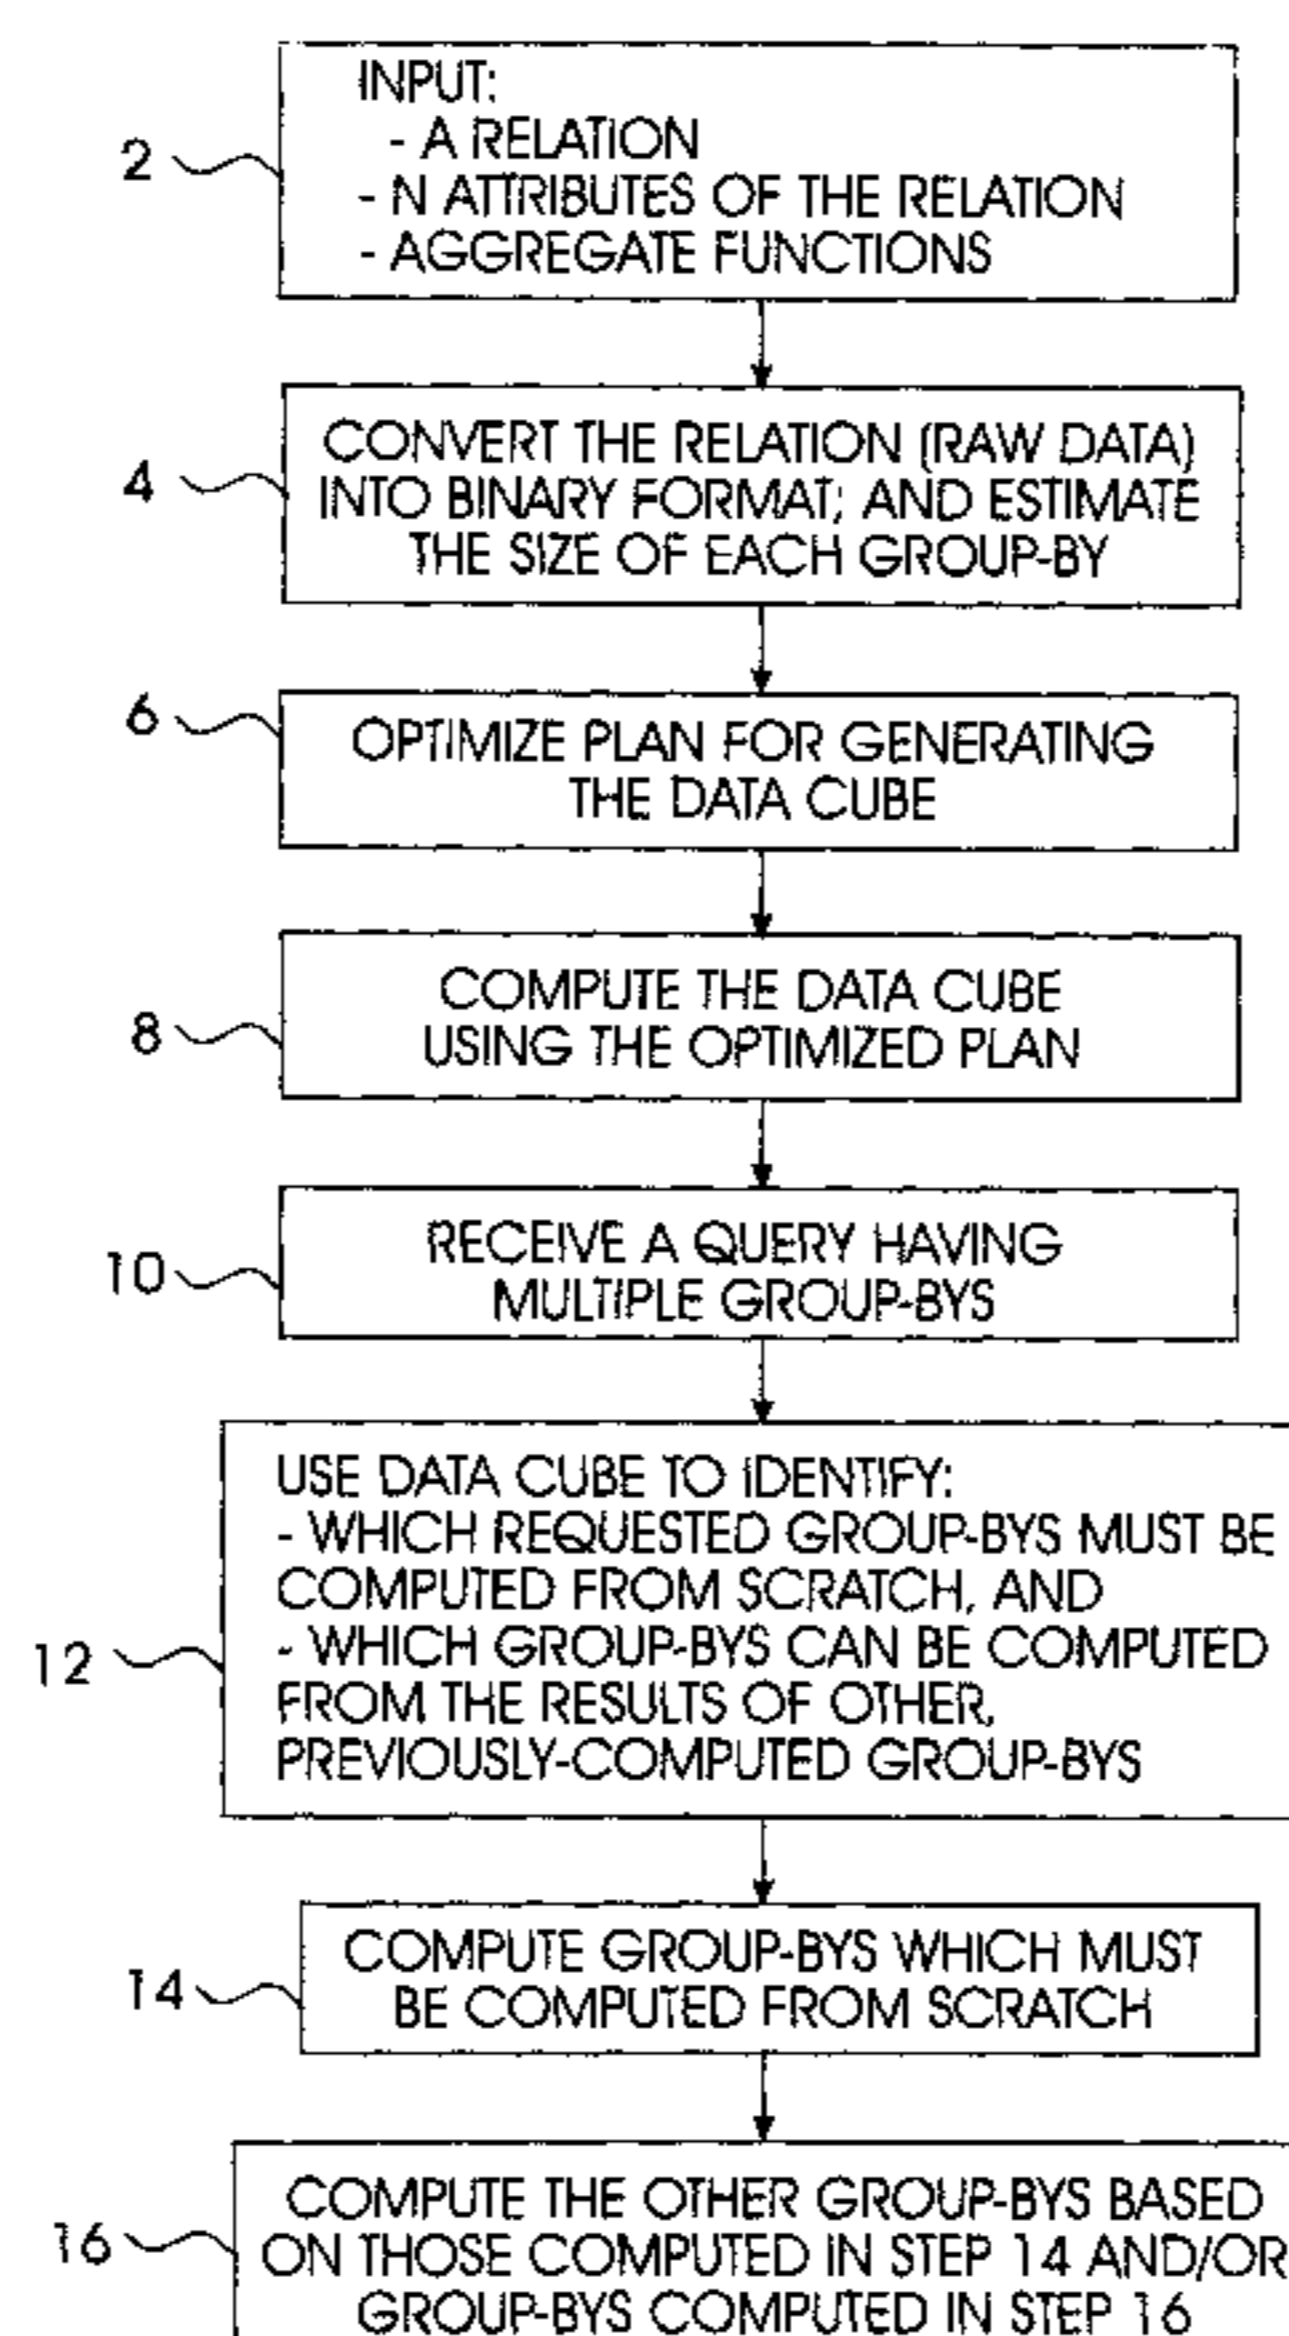 INPUT:
- A RELATION
2
- N ATTRIBUTES OF THE RELATION
- AGGREGATE FUNCTIONS
CONVERT THE RELATION (RAW DATA)
4
INTO BINARY FORMAT; AND ESTIMATE
THE SIZE OF EACH GROUP-BY
6
OPTIMIZE PLAN FOR GENERATING
THE DATA CUBE
COMPUTE THE DATA CUBE
8
USING THE OPTIMIZED PLAN
RECEIVE A QUERY HAVING
10
MULTIPLE GROUP-BYS
USE DATA CUBE TO IDENTIFY:
- WHICH REQUESTED GROUP-BYS MUST BE
COMPUTED FROM SCRATCH, AND
- WHICH GROUP-BYS CAN BE COMPUTED
12
FROM THE RESULTS OF OTHER,
PREVIOUSLY-COMPUTED GROUP-BYS
COMPUTE GROUP-BYS WHICH MUST
14
BE COMPUTED FROM SCRATCH
COMPUTE THE OTHER GROUP-BYS BASED
16
ON THOSE COMPUTED IN STEP 14 AND/OR
GROUP-BYS COMPUTED IN STEP 16